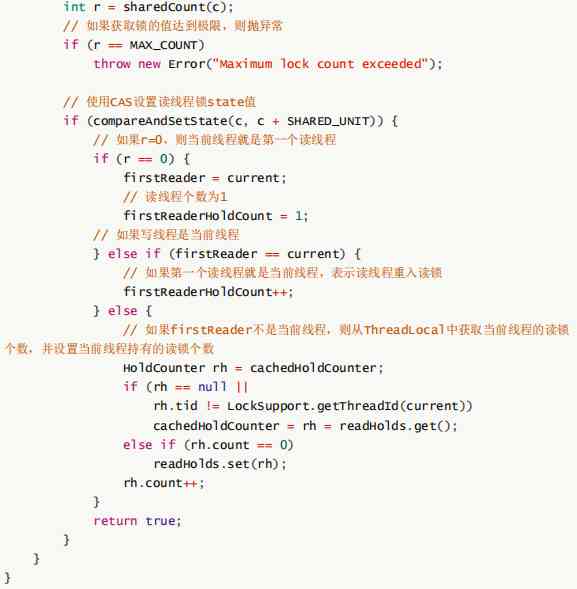 int r = sharedCount(c);
// 如果获取锁的值达到极限，则抛异常
if (r == MAX_COUNT)
throw new Error("Maximum lock count exceeded");
// 使用CAS设置读线程锁state值
if (compareAndSetState(c, c + SHARED_UNIT)) {
// 如果r=0、则当前线程就是第一个读线程
if (r == 0) {
firstReader = current;
// 读线程个数为1
firstReaderHoldCount = 1;
// 如果写线程是当前线程
} else if (firstReader == current) {
// 如果第一个读线程就是当前线程，表示读线程重入读锁
firstReaderHoldCount++;
} else {
// 如果firstReader不是当前线程，则从ThreadLocal中获取当前线程的读锁
个数，并设置当前线程持有的读锁个数
HoldCounter rh = cachedHoldCounter;
if (rh == null ||
rh.tid != LockSupport.getThreadId(current))
cachedHoldCounter = rh = readHolds.get();
else if (rh.count == 0)
readHolds.set(rh);
rh.count++;
}
return true;
}
}
}